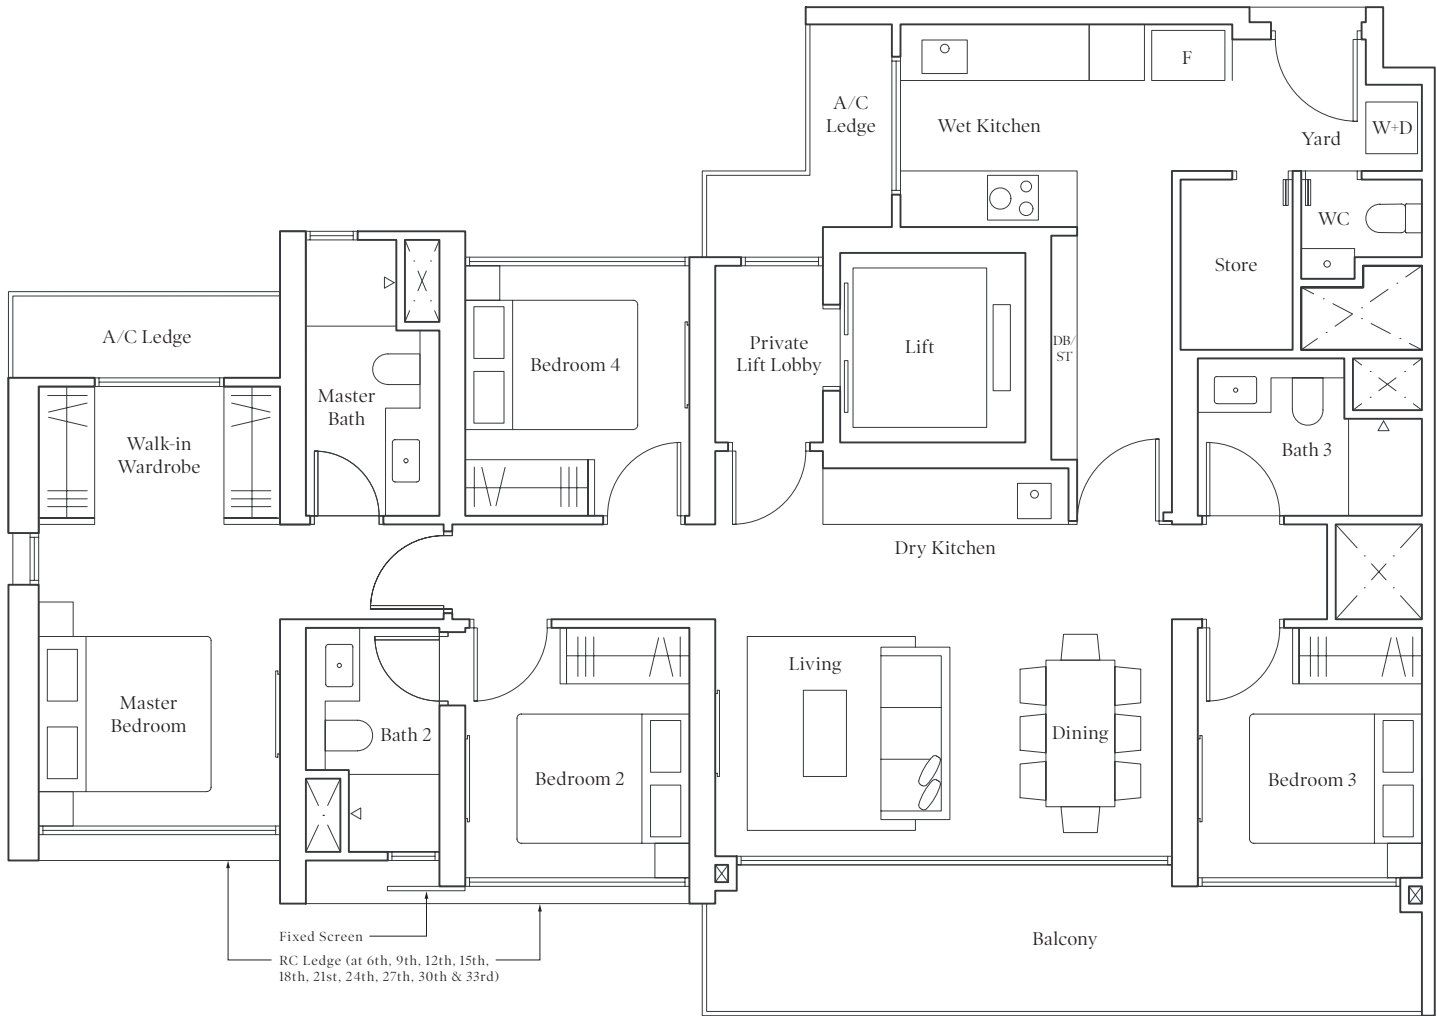 F
A/C
Ledge
Wet Kitchen
Yard
W+D
WC
Store
A/C Ledge
Private
Lift Lobby
Lift
DB/
ST
Bedroom 4
Master
Bath
Walk-in
Wardrobe
Bath 3
Dry Kitchen
Living
Master
Bedroom
Bath 2
Bedroom 2
Dining
Bedroom 3
Fixed Screen
Balcony
RC Ledge (at 6th, 9th, 12th, 15th,
18th, 21st, 24th, 27th, 30th & 33rd)